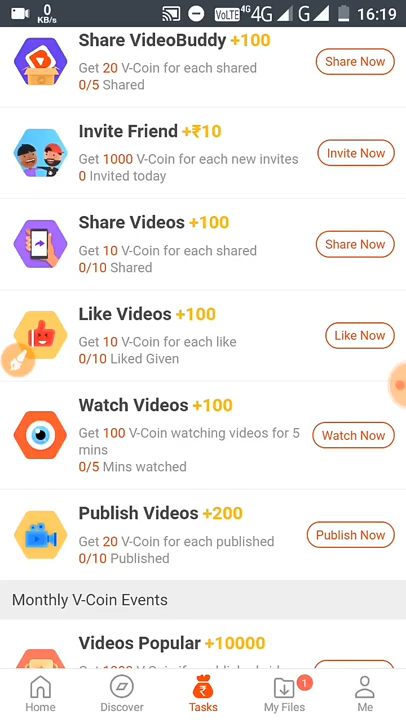 0
KB/s
VoLTE 4G 4G G 16:19
Share VideoBuddy +100
Get 20 V-Coin for each shared
0/5 Shared
Share Now
Invite Friend +₹10
Get 1000 V-Coin for each new invites
0 Invited today
Invite Now
Share Videos +100
Get 10 V-Coin for each shared
0/10 Shared
Share Now
Like Videos +100
Get 10 V-Coin for each like
0/10 Liked Given
Like Now
Watch Videos +100
Get 100 V-Coin watching videos for 5
mins
0/5 Mins watched
Watch Now
Publish Videos +200
Get 20 V-Coin for each published
0/10 Published
Publish Now
Monthly V-Coin Events
Videos Popular +10000
1
Home Discover Tasks My Files Me